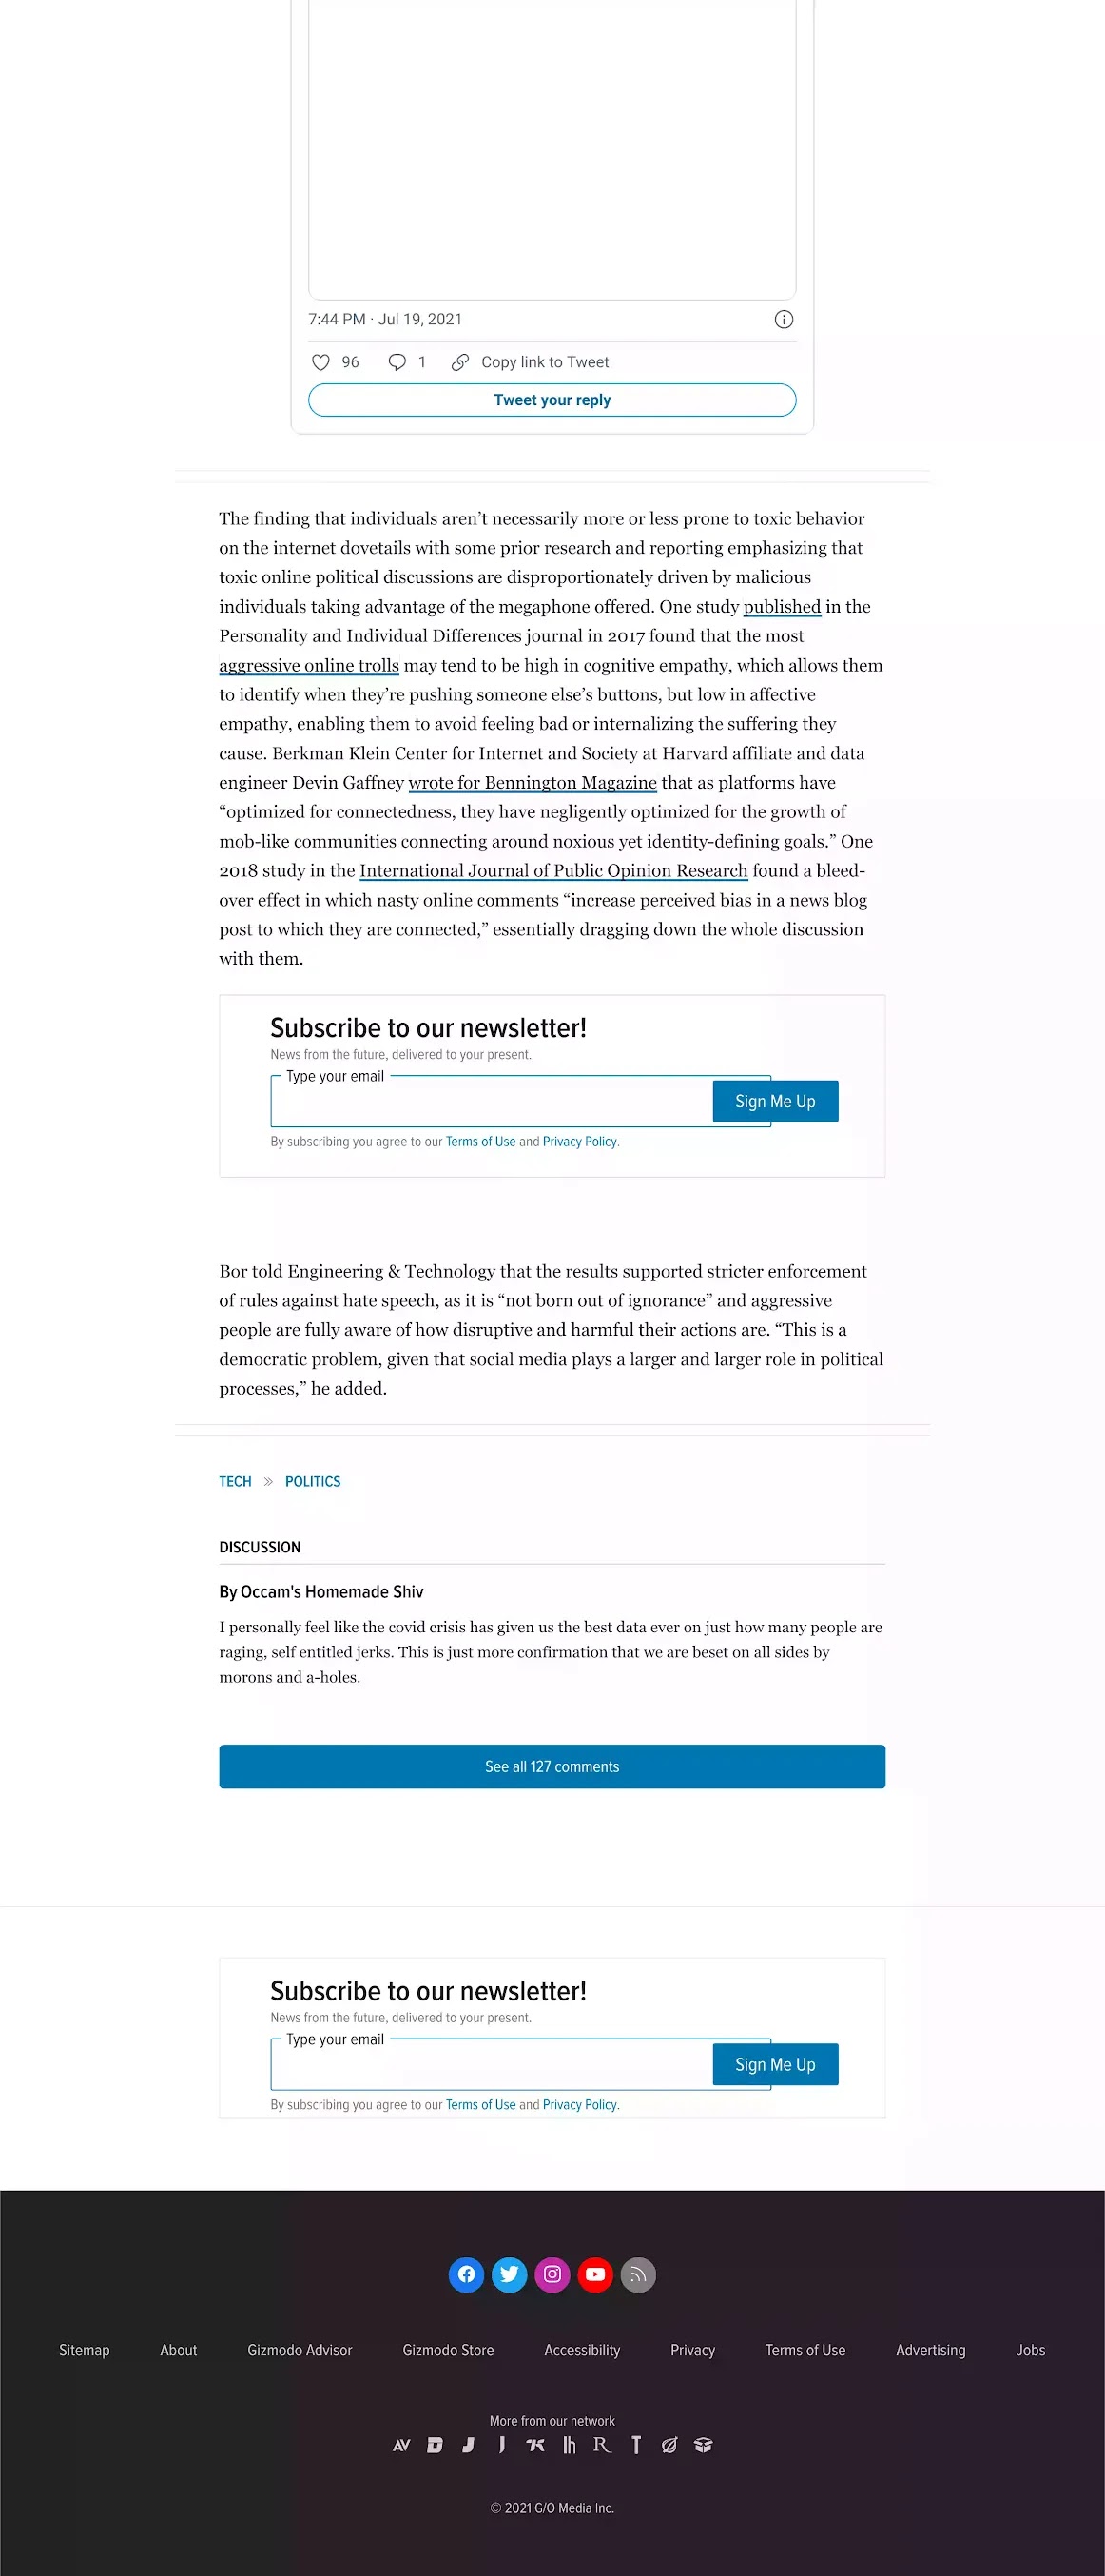 7:44 PM · Jul 19, 2021
96 1 Copy link to Tweet
Tweet your reply
The finding that individuals aren’t necessarily more or less prone to toxic behavior
on the internet dovetails with some prior research and reporting emphasizing that
toxic online political discussions are disproportionately driven by malicious
individuals taking advantage of the megaphone offered. One study published in the
Personality and Individual Differences journal in 2017 found that the most
aggressive online trolls may tend to be high in cognitive empathy, which allows them
to identify when they’re pushing someone else’s buttons, but low in affective
empathy, enabling them to avoid feeling bad or internalizing the suffering they
cause. Berkman Klein Center for Internet and Society at Harvard affiliate and data
engineer Devin Gaffney wrote for Bennington Magazine that as platforms have
“optimized for connectedness, they have negligently optimized for the growth of
mob-like communities connecting around noxious yet identity-defining goals.” One
2018 study in the International Journal of Public Opinion Research found a bleed-
over effect in which nasty online comments “increase perceived bias in a news blog
post to which they are connected,” essentially dragging down the whole discussion
with them.
Subscribe to our newsletter!
News from the future, delivered to your present.
Type your email
Sign Me Up
By subscribing you agree to our Terms of Use and Privacy Policy.
Bor told Engineering & Technology that the results supported stricter enforcement
of rules against hate speech, as it is “not born out of ignorance” and aggressive
people are fully aware of how disruptive and harmful their actions are. “This is a
democratic problem, given that social media plays a larger and larger role in political
processes,” he added.
TECH » POLITICS
DISCUSSION
By Occam's Homemade Shiv
I personally feel like the covid crisis has given us the best data ever on just how many people are
raging, self entitled jerks. This is just more confirmation that we are beset on all sides by
morons and a-holes.
See all 127 comments
Subscribe to our newsletter!
News from the future, delivered to your present.
Type your email
Sign Me Up
By subscribing you agree to our Terms of Use and Privacy Policy.
Sitemap About Gizmodo Advisor Gizmodo Store Accessibility Privacy Terms of Use Advertising Jobs
More from our network
© 2021 G/O Media Inc.